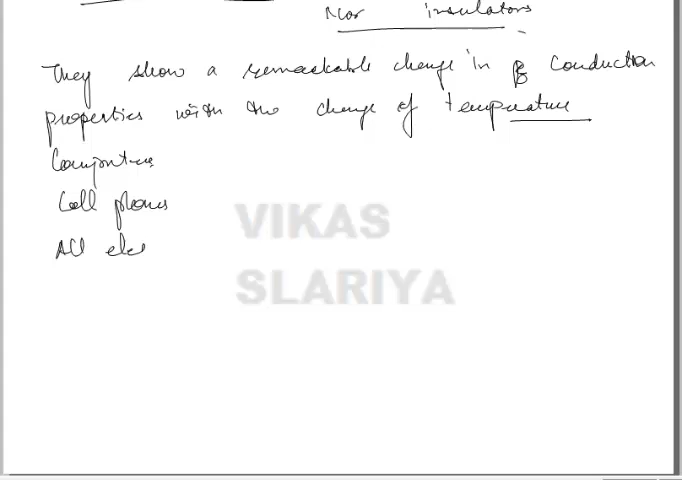 Nor insulators
They show a remarkable change in conduction
properties with the change of temperature
Computers
Cell phones
All elec
VIKAS
SLARIYA